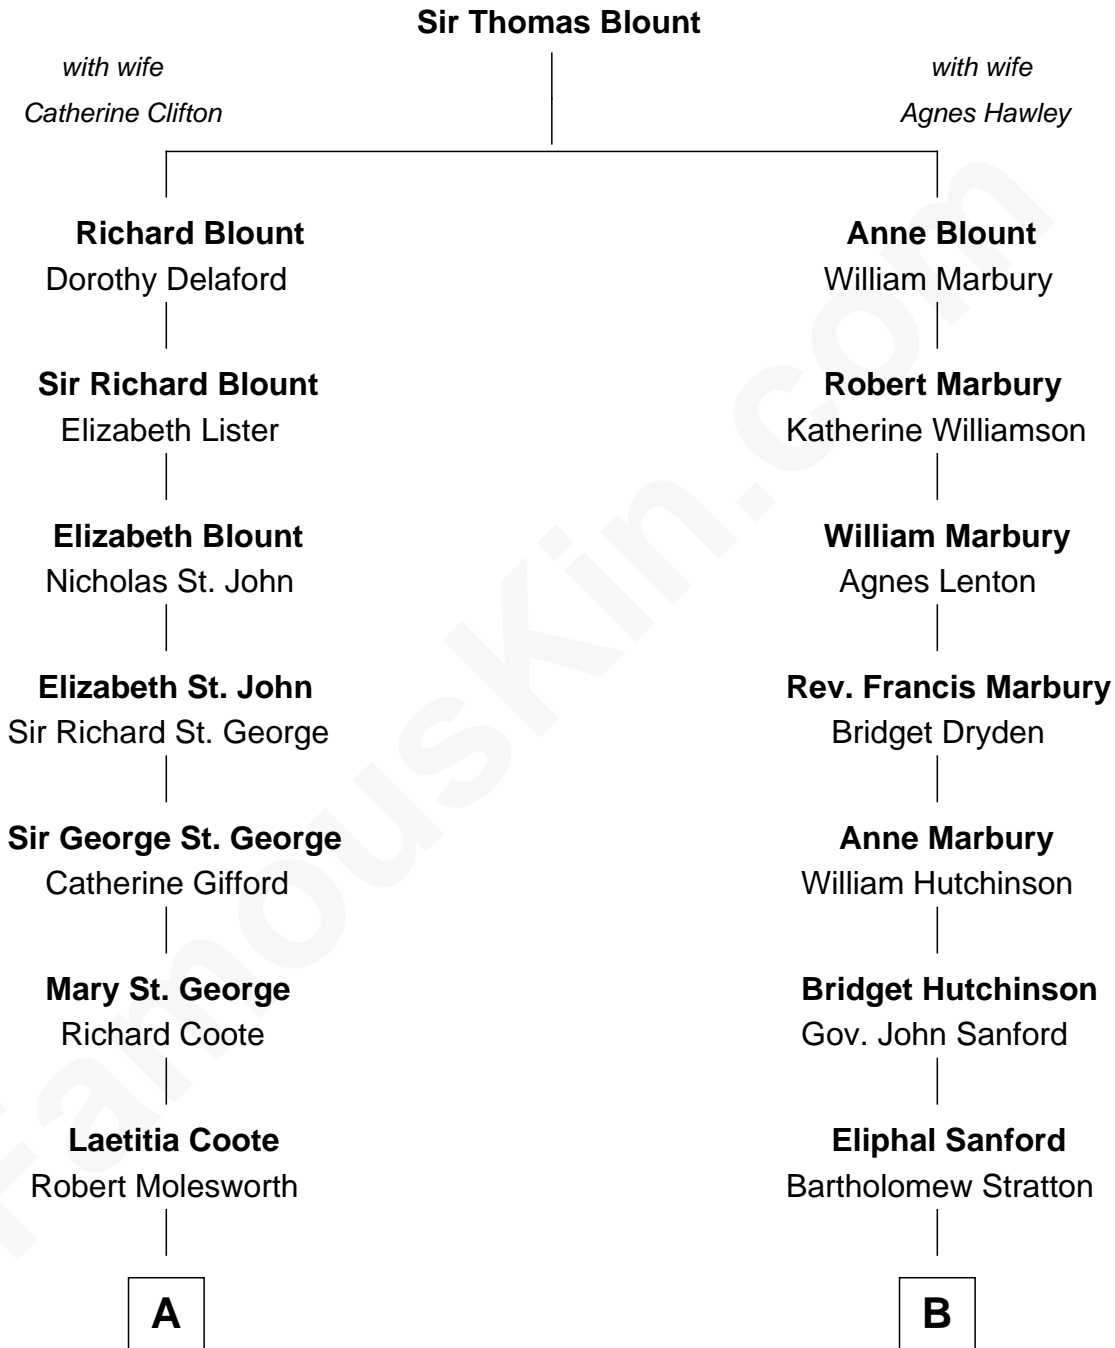 Sir Thomas Blount
with wife
Catherine Clifton
with wife
Agnes Hawley
Richard Blount
Dorothy Delaford
Anne Blount
William Marbury
Sir Richard Blount
Elizabeth Lister
Robert Marbury
Katherine Williamson
Elizabeth Blount
Nicholas St. John
William Marbury
Agnes Lenton
Elizabeth St. John
Sir Richard St. George
Rev. Francis Marbury
Bridget Dryden
Sir George St. George
Catherine Gifford
Anne Marbury
William Hutchinson
Mary St. George
Richard Coote
Bridget Hutchinson
Gov. John Sanford
Laetitia Coote
Robert Molesworth
Eliphal Sanford
Bartholomew Stratton
A
B
FamousKin.com